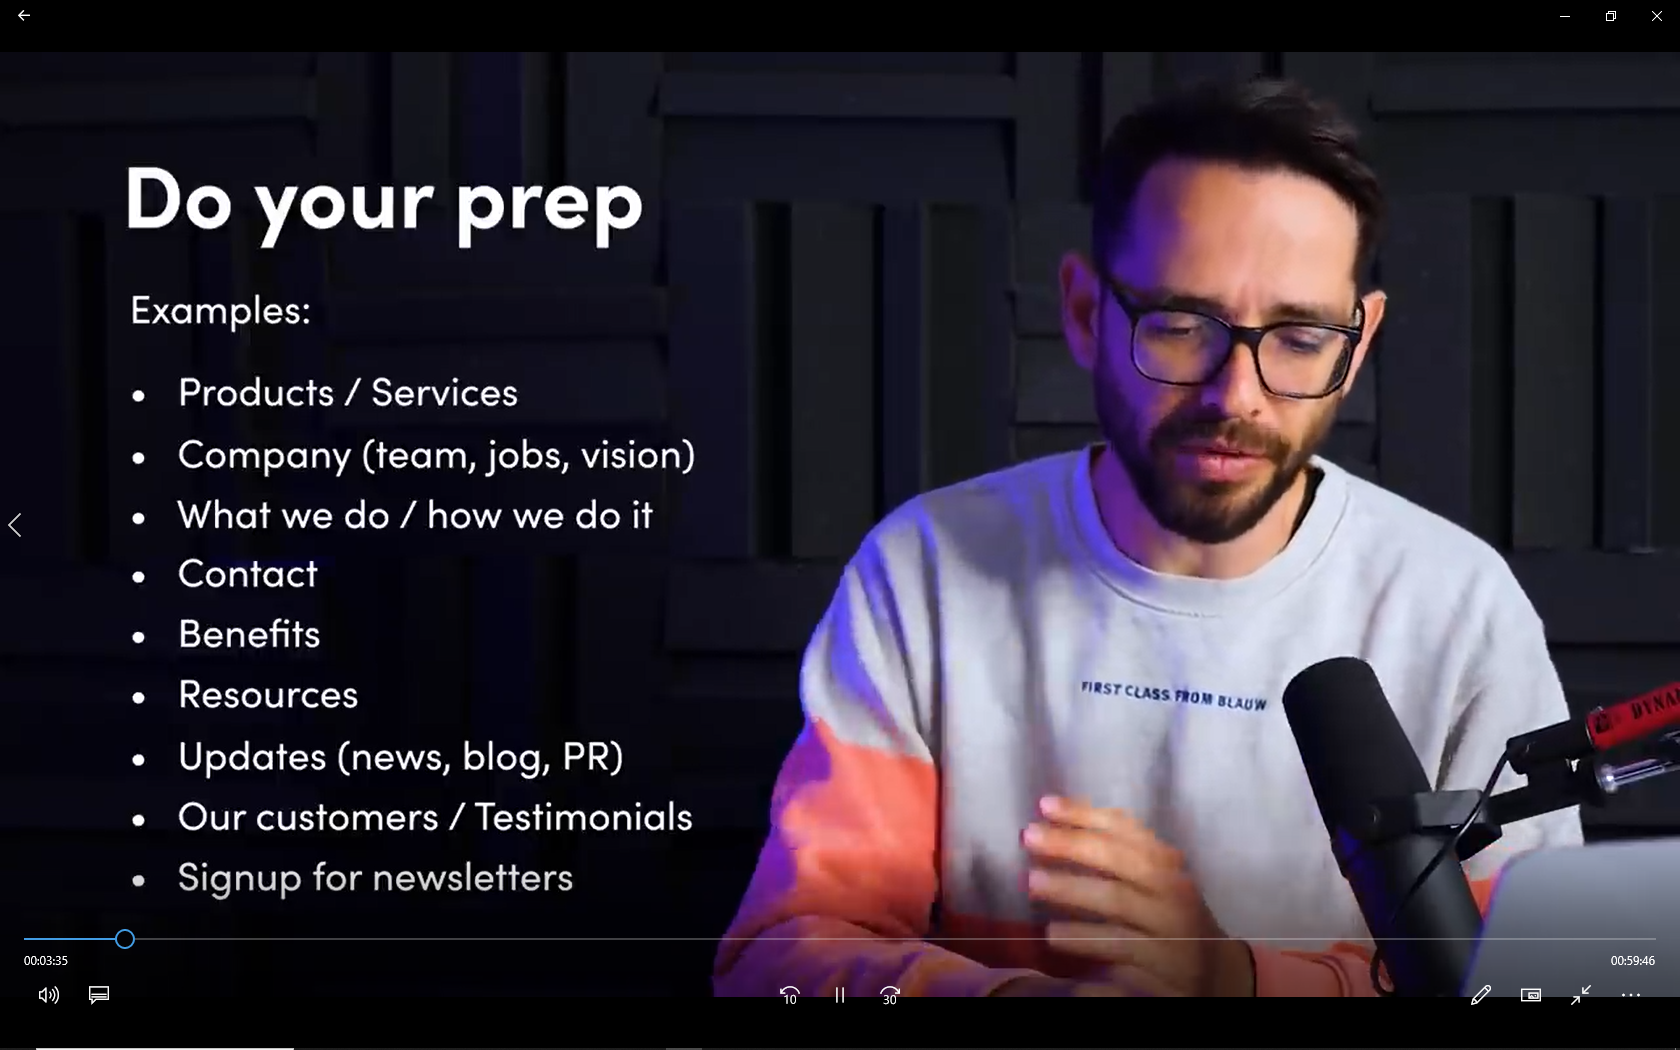 Do your prep
Examples:
• Products / Services
• Company (team, jobs, vision)
• What we do / how we do it
• Contact
• Benefits
• Resources
• Updates (news, blog, PR)
• Our customers / Testimonials
• Signup for newsletters
FIRST CLASS FROM BLAUW
00:03:35
00:59:46
10
30